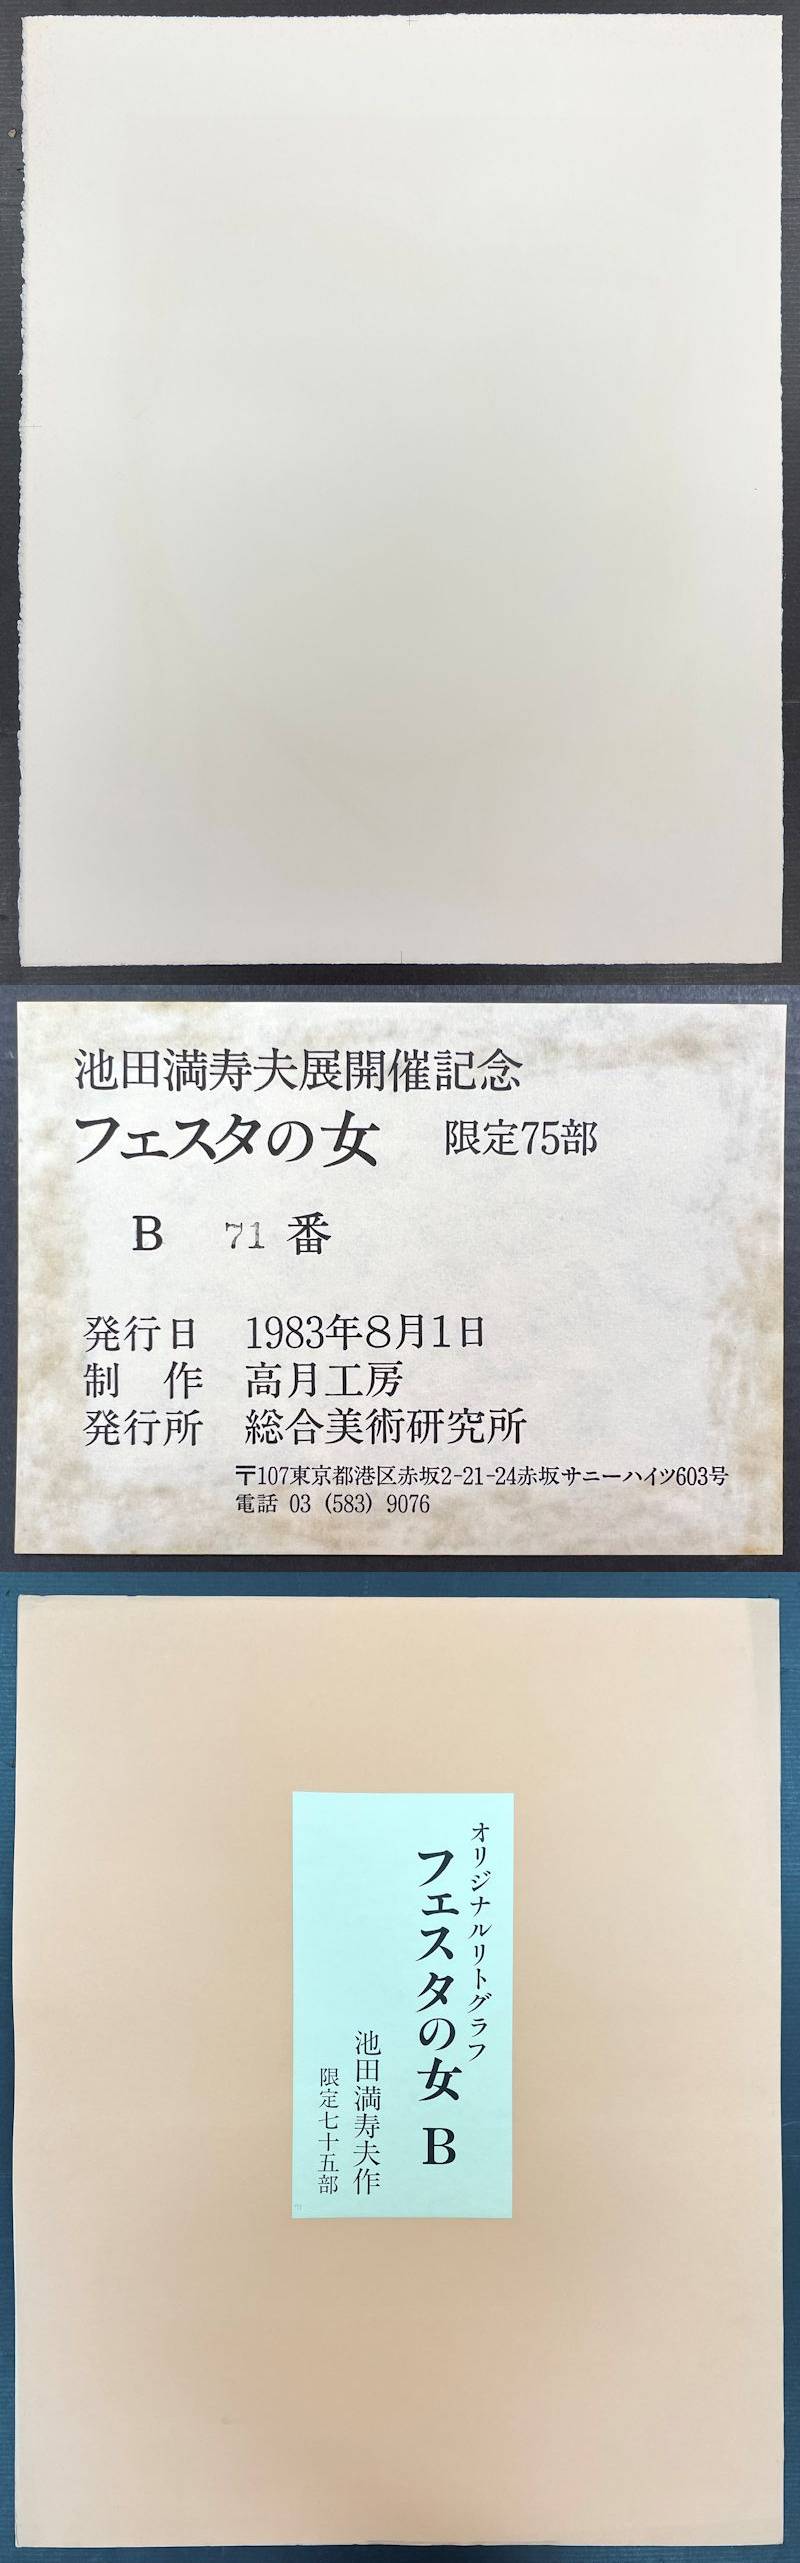 池田満寿夫展開催記念
フェスタの女 限定75部
B 71 番
発行日 1983年8月1日
制 作 高月工房
発行所 総合美術研究所
〒107東京都港区赤坂2-21-24赤坂サニーハイツ603号
電話 03 (583) 9076
オリジナルリトグラフ
フェスタの女 B
池田満寿夫作
限定七十五部